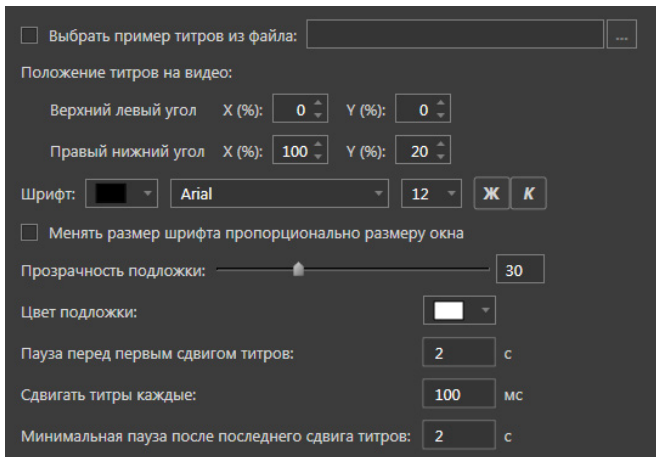 Выбрать пример титров из файла: ...
Положение титров на видео:
Верхний левый угол X (%): 0 Y (%): 0
Правый нижний угол X (%): 100 Y (%): 20
Шрифт: Arial 12 Ж К
Менять размер шрифта пропорционально размеру окна
Прозрачность подложки: 30
Цвет подложки:
Пауза перед первым сдвигом титров: 2 с
Сдвигать титры каждые: 100 мс
Минимальная пауза после последнего сдвига титров: 2 с